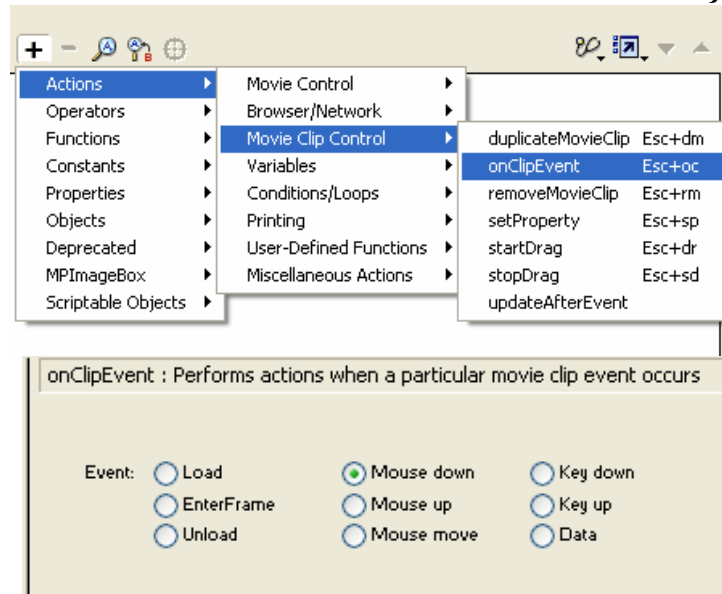 Actions
Operators
Functions
Constants
Properties
Objects
Deprecated
MPImageBox
Scriptable Objects
Movie Control
Browser/Network
Movie Clip Control
Variables
Conditions/Loops
Printing
User-Defined Functions
Miscellaneous Actions
duplicateMovieClip Esc+dm
onClipEvent Esc+oc
removeMovieClip Esc+rm
setProperty Esc+sp
startDrag Esc+dr
stopDrag Esc+sd
updateAfterEvent
onClipEvent : Performs actions when a particular movie clip event occurs
Event: Load Mouse down Key down
EnterFrame Mouse up Key up
Unload Mouse move Data